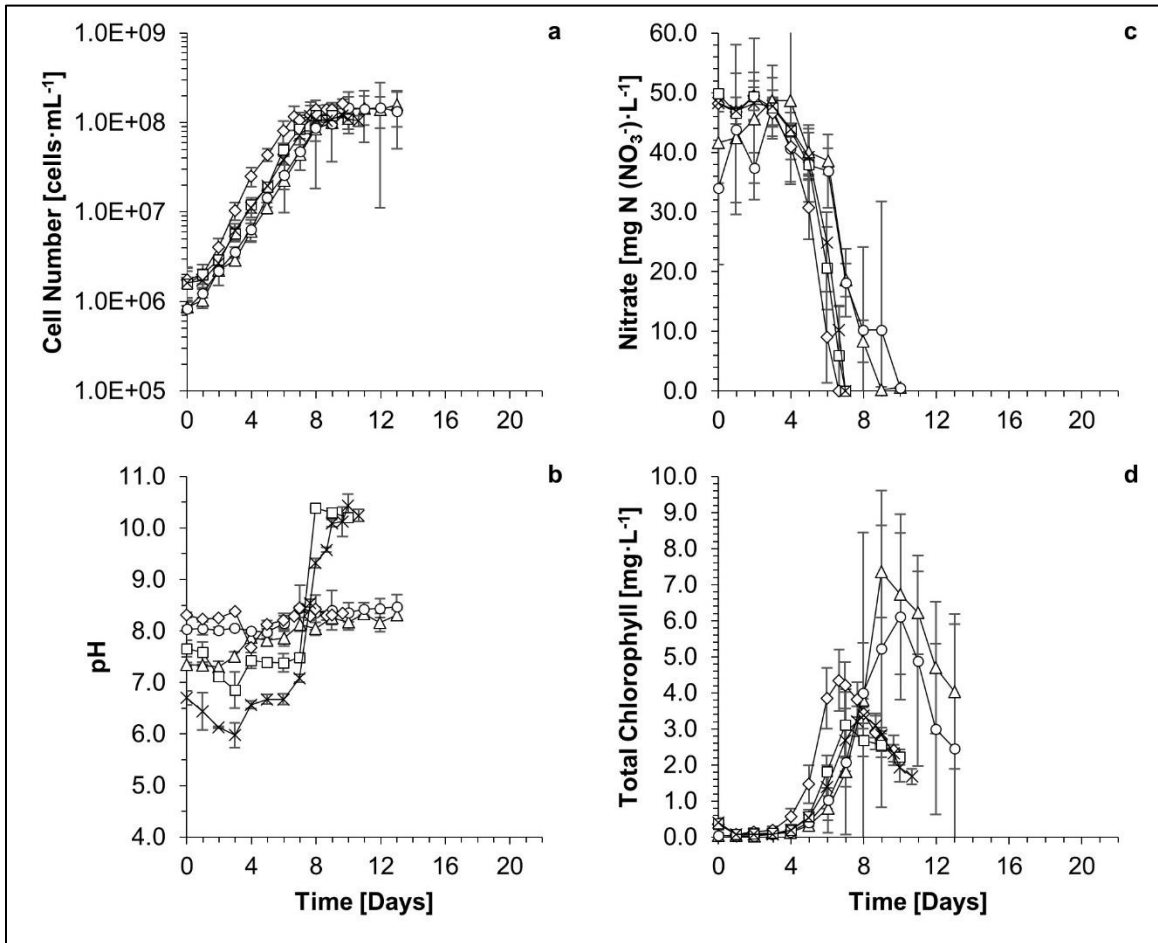 a
Cell Number [cells·mL⁻¹]
1.0E+09
1.0E+08
1.0E+07
1.0E+06
1.0E+05
0 4 8 12 16 20
c
Nitrate [mg N (NO₃⁻)·L⁻¹]
60.0
50.0
40.0
30.0
20.0
10.0
0.0
0 4 8 12 16 20
b
pH
11.0
10.0
9.0
8.0
7.0
6.0
5.0
4.0
0 4 8 12 16 20
Time [Days]
d
Total Chlorophyll [mg·L⁻¹]
10.0
9.0
8.0
7.0
6.0
5.0
4.0
3.0
2.0
1.0
0.0
0 4 8 12 16 20
Time [Days]